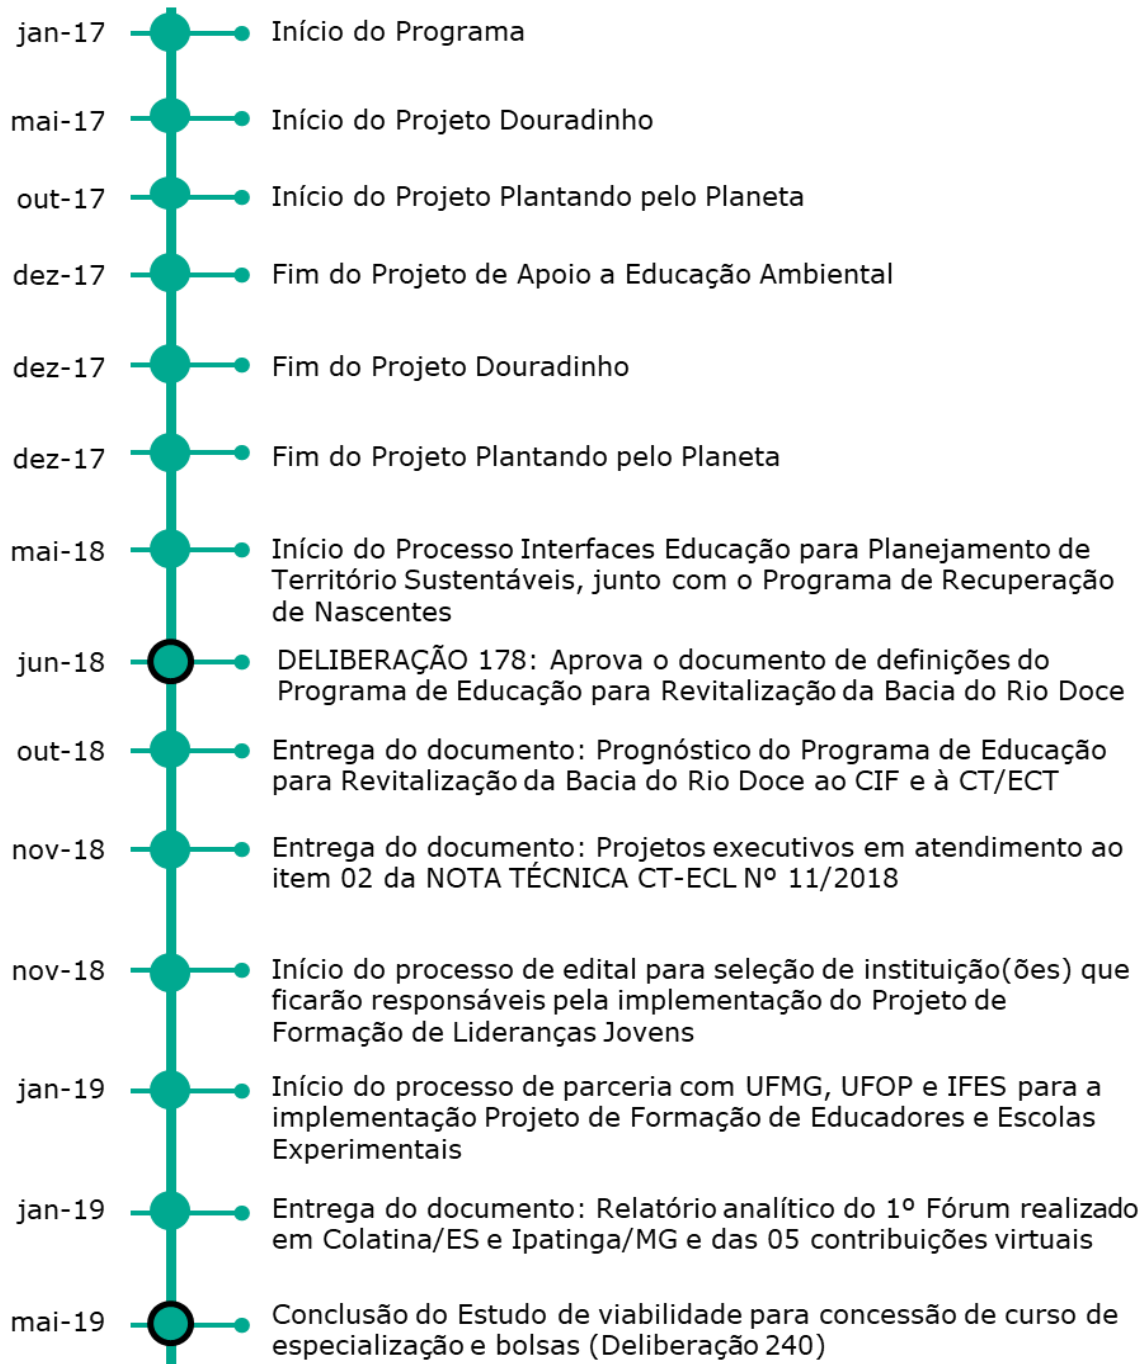 jan-17 Início do Programa
mai-17 Início do Projeto Douradinho
out-17 Início do Projeto Plantando pelo Planeta
dez-17 Fim do Projeto de Apoio a Educação Ambiental
dez-17 Fim do Projeto Douradinho
dez-17 Fim do Projeto Plantando pelo Planeta
mai-18 Início do Processo Interfaces Educação para Planejamento de
Território Sustentáveis, junto com o Programa de Recuperação
de Nascentes
jun-18 DELIBERAÇÃO 178: Aprova o documento de definições do
Programa de Educação para Revitalização da Bacia do Rio Doce
out-18 Entrega do documento: Prognóstico do Programa de Educação
para Revitalização da Bacia do Rio Doce ao CIF e à CT/ECT
nov-18 Entrega do documento: Projetos executivos em atendimento ao
item 02 da NOTA TÉCNICA CT-ECL Nº 11/2018
nov-18 Início do processo de edital para seleção de instituição(ões) que
ficarão responsáveis pela implementação do Projeto de
Formação de Lideranças Jovens
jan-19 Início do processo de parceria com UFMG, UFOP e IFES para a
implementação Projeto de Formação de Educadores e Escolas
Experimentais
jan-19 Entrega do documento: Relatório analítico do 1º Fórum realizado
em Colatina/ES e Ipatinga/MG e das 05 contribuições virtuais
mai-19 Conclusão do Estudo de viabilidade para concessão de curso de
especialização e bolsas (Deliberação 240)